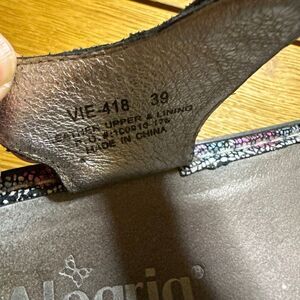 VIE-418 39
LEATHER UPPER & LINING
MADE IN CHINA
Alegria®